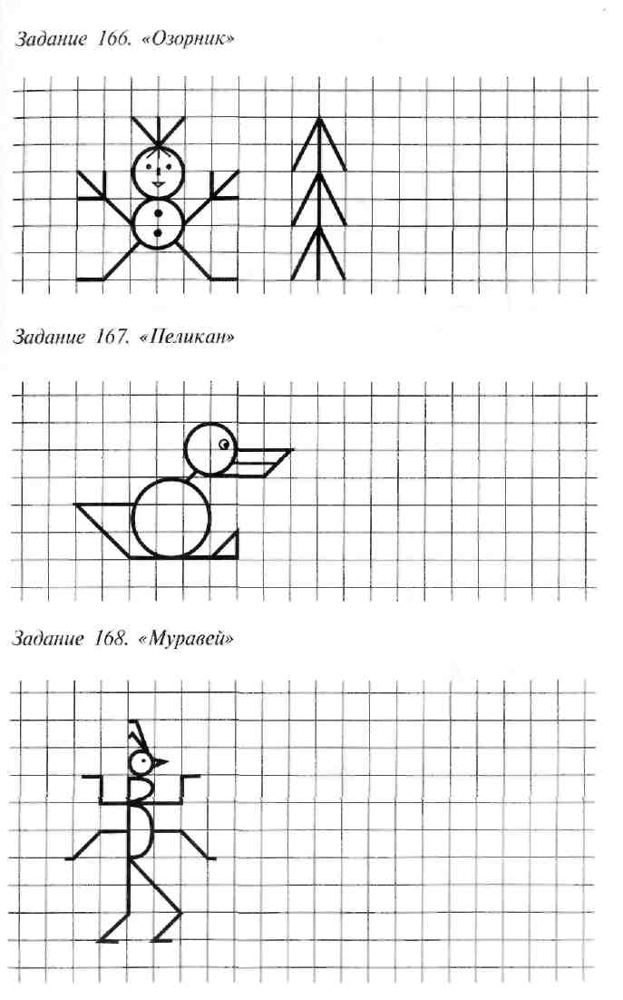 Задание 166. «Озорник»
Задание 167. «Пеликан»
Задание 168. «Муравей»